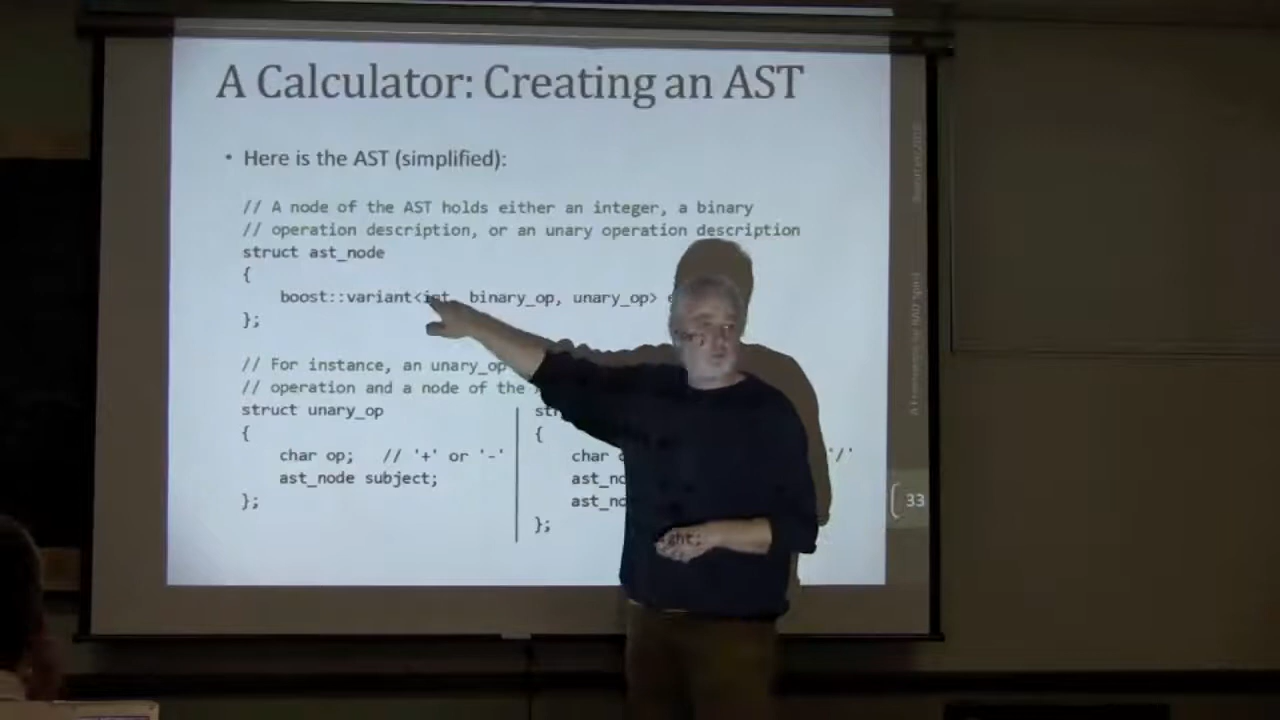 A Calculator: Creating an AST
• Here is the AST (simplified):
// A node of the AST holds either an integer, a binary
// operation description, or an unary operation description
struct ast_node
{
boost::variant<int, binary_op, unary_op>
};
// For instance, an unary_op
// operation and a node of the
struct unary_op
{
char op; // '+' or '-'
ast_node subject;
};
{
char '/'
};
33